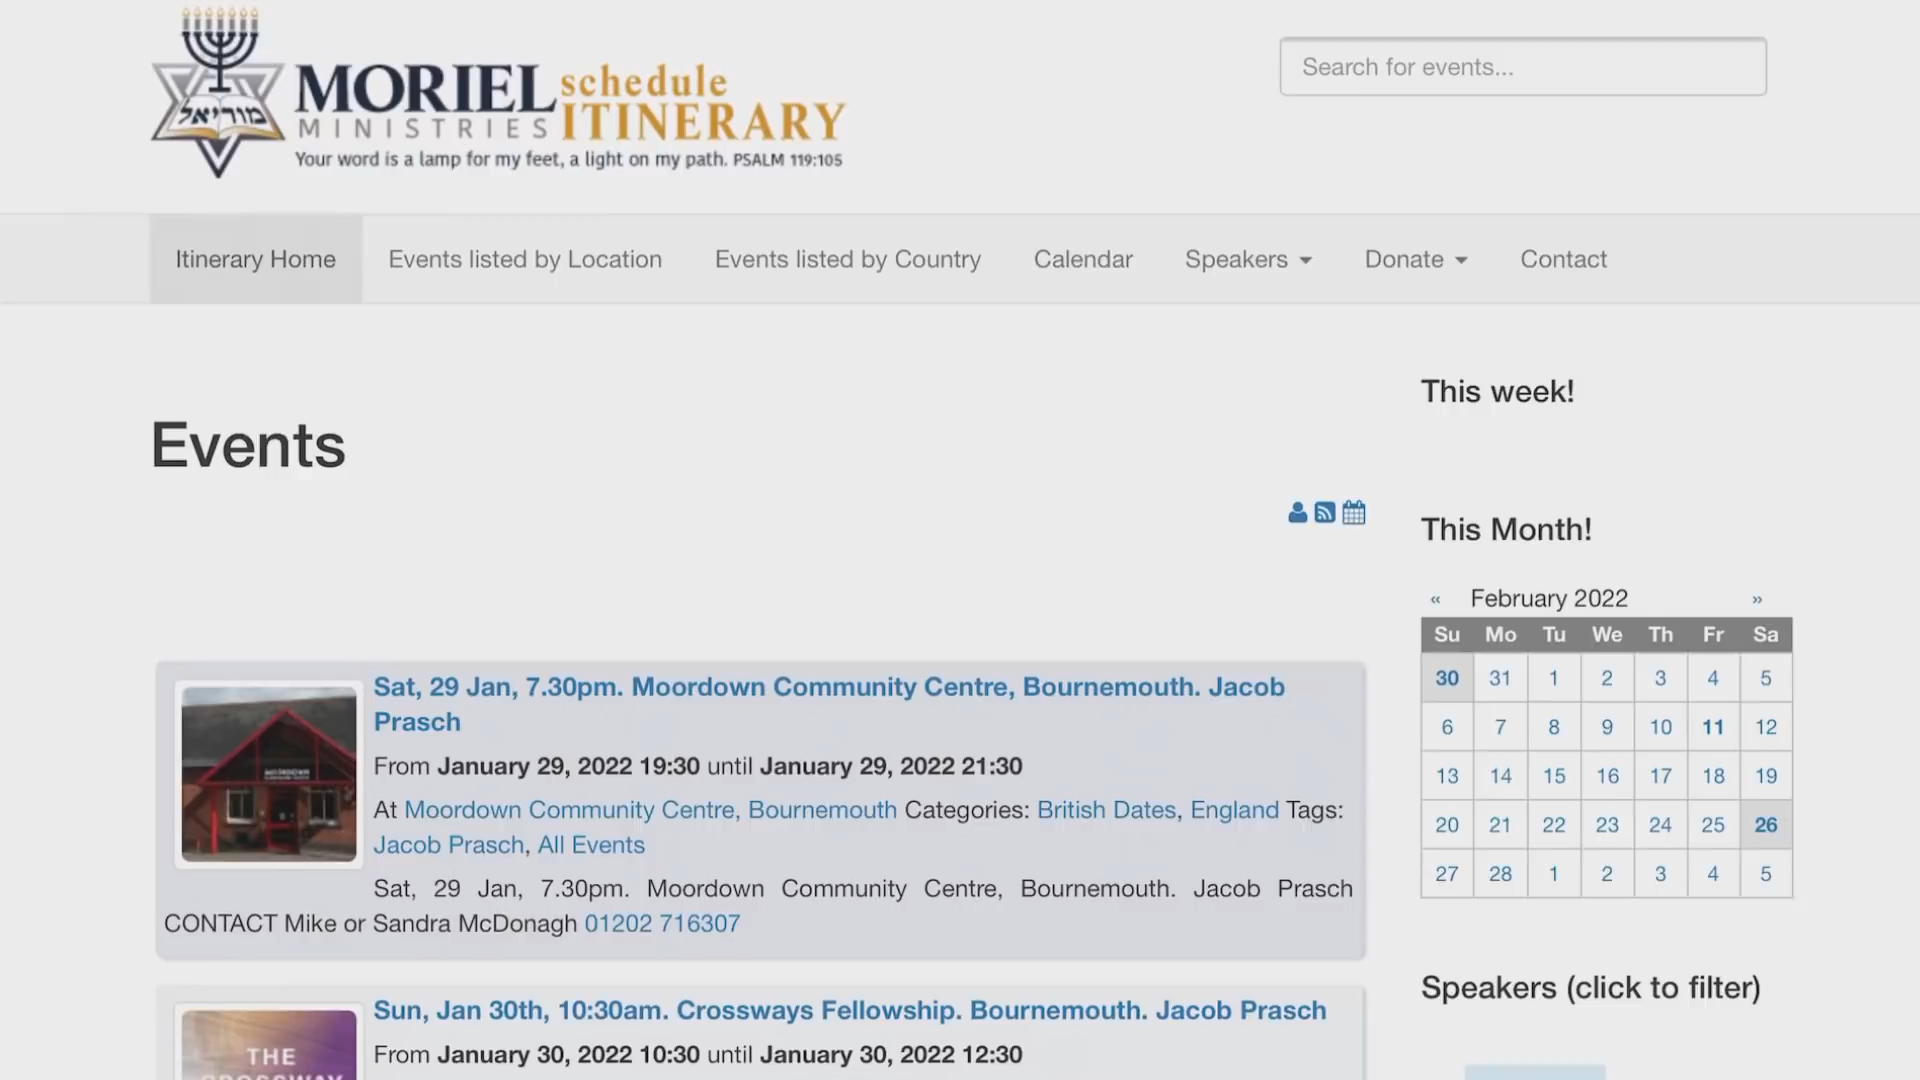 מוריאל
MORIEL schedule
MINISTRIES ITINERARY
Your word is a lamp for my feet, a light on my path. PSALM 119:105
Search for events...
Itinerary Home Events listed by Location Events listed by Country Calendar Speakers Donate Contact
Events
Sat, 29 Jan, 7.30pm. Moordown Community Centre, Bournemouth. Jacob
Prasch
From January 29, 2022 19:30 until January 29, 2022 21:30
At Moordown Community Centre, Bournemouth Categories: British Dates, England Tags:
Jacob Prasch, All Events
Sat, 29 Jan, 7.30pm. Moordown Community Centre, Bournemouth. Jacob Prasch
CONTACT Mike or Sandra McDonagh 01202 716307
Sun, Jan 30th, 10:30am. Crossways Fellowship. Bournemouth. Jacob Prasch
From January 30, 2022 10:30 until January 30, 2022 12:30
THE
This week!
This Month!
« February 2022 »
Su Mo Tu We Th Fr Sa
30 31 1 2 3 4 5
6 7 8 9 10 11 12
13 14 15 16 17 18 19
20 21 22 23 24 25 26
27 28 1 2 3 4 5
Speakers (click to filter)